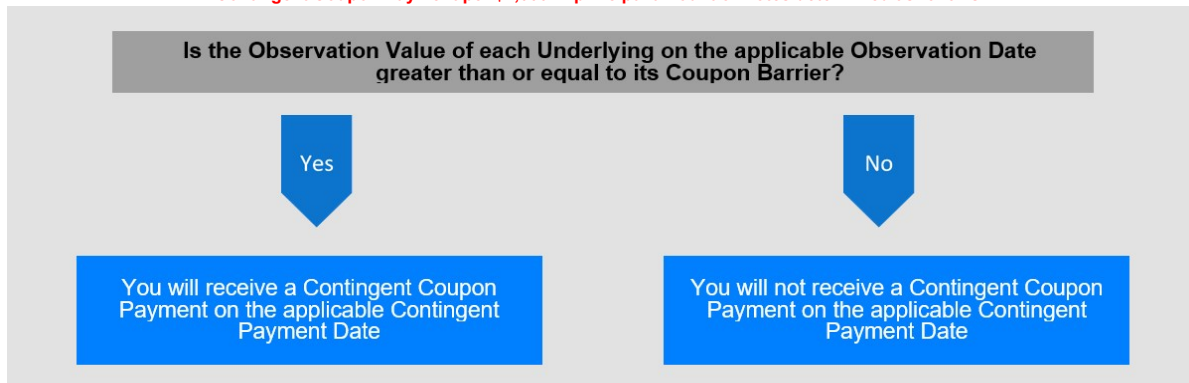 Is the Observation Value of each Underlying on the applicable Observation Date
greater than or equal to its Coupon Barrier?
Yes
No
You will receive a Contingent Coupon
Payment on the applicable Contingent
Payment Date
You will not receive a Contingent Coupon
Payment on the applicable Contingent
Payment Date